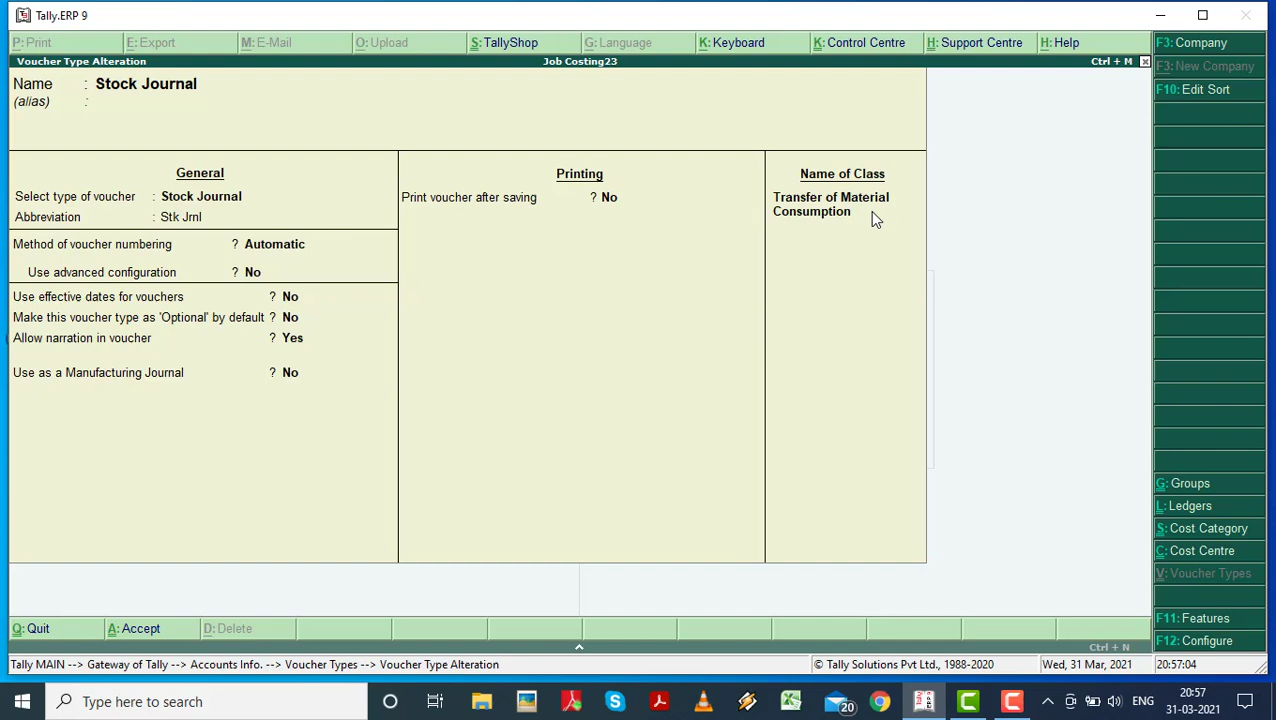 Tally.ERP 9
P: Print E: Export M: E-Mail O: Upload S: TallyShop G: Language K: Keyboard K: Control Centre H: Support Centre H: Help
F3: Company
Voucher Type Alteration Job Costing23 Ctrl + M
F3: New Company
Name : Stock Journal
(alias) :
F10: Edit Sort
General
Select type of voucher : Stock Journal
Abbreviation : Stk Jrnl
Method of voucher numbering ? Automatic
Use advanced configuration ? No
Use effective dates for vouchers ? No
Make this voucher type as 'Optional' by default ? No
Allow narration in voucher ? Yes
Use as a Manufacturing Journal ? No
Printing
Print voucher after saving ? No
Name of Class
Transfer of Material
Consumption
G: Groups
L: Ledgers
S: Cost Category
C: Cost Centre
V: Voucher Types
F11: Features
F12: Configure
Q: Quit A: Accept D: Delete
Ctrl + N
Tally MAIN --> Gateway of Tally --> Accounts Info. --> Voucher Types --> Voucher Type Alteration © Tally Solutions Pvt Ltd., 1988-2020 Wed, 31 Mar, 2021 20:57:04
Type here to search
20
ENG
20:57
31-03-2021